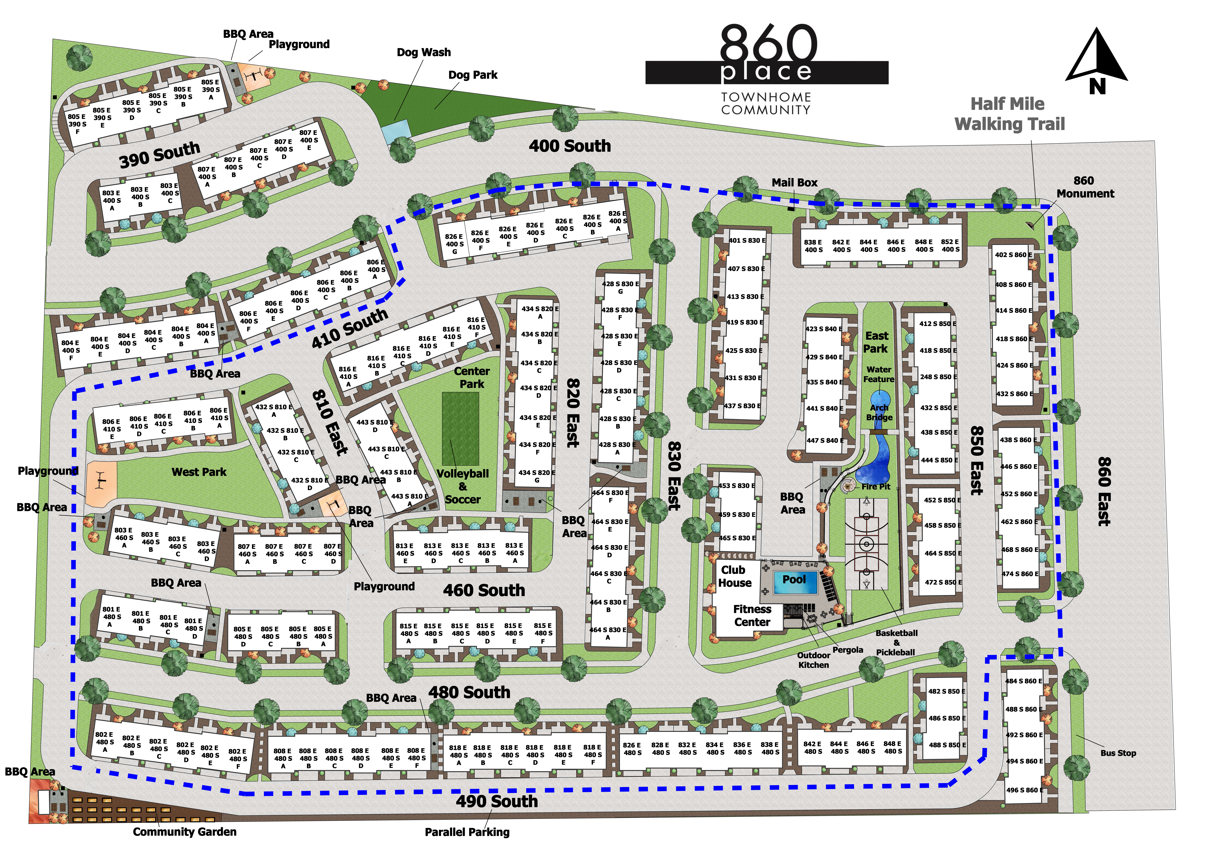 860
place
TOWNHOME
COMMUNITY
N
BBQ Area
Playground
Dog Wash
Dog Park
Half Mile
Walking Trail
860
Monument
Mail Box
390 South
400 South
805 E
390 S
F
805 E
390 S
E
805 E
390 S
D
805 E
390 S
C
805 E
390 S
B
805 E
390 S
A
803 E
400 S
A
803 E
400 S
B
803 E
400 S
C
807 E
400 S
A
807 E
400 S
B
807 E
400 S
C
807 E
400 S
D
807 E
400 S
E
826 E
400 S
G
826 E
400 S
F
826 E
400 S
E
826 E
400 S
D
826 E
400 S
C
826 E
400 S
B
826 E
400 S
A
804 E
400 S
F
804 E
400 S
E
804 E
400 S
D
804 E
400 S
C
804 E
400 S
B
804 E
400 S
A
806 E
400 S
F
806 E
400 S
E
806 E
400 S
D
806 E
400 S
C
806 E
400 S
B
806 E
400 S
A
BBQ Area
410 South
816 E
410 S
A
816 E
410 S
B
816 E
410 S
C
816 E
410 S
D
816 E
410 S
E
816 E
410 S
F
806 E
410 S
E
806 E
410 S
D
806 E
410 S
C
806 E
410 S
B
806 E
410 S
A
810 East
432 S 810 E
A
432 S 810 E
B
432 S 810 E
C
432 S 810 E
D
443 S 810 E
D
443 S 810 E
C
443 S 810 E
B
443 S 810 E
A
Center
Park
Volleyball
&
Soccer
West Park
Playground
BBQ Area
BBQ
Area
BBQ Area
Playground
820 East
434 S 820 E
A
434 S 820 E
B
434 S 820 E
C
434 S 820 E
D
434 S 820 E
E
434 S 820 E
F
434 S 820 E
G
428 S 830 E
G
428 S 830 E
F
428 S 830 E
E
428 S 830 E
D
428 S 830 E
C
428 S 830 E
B
428 S 830 E
A
BBQ Area
BBQ
Area
464 S 830 E
F
464 S 830 E
E
464 S 830 E
D
464 S 830 E
C
464 S 830 E
B
464 S 830 E
A
830 East
401 S 830 E
407 S 830 E
413 S 830 E
419 S 830 E
425 S 830 E
431 S 830 E
437 S 830 E
453 S 830 E
459 S 830 E
465 S 830 E
838 E
400 S
842 E
400 S
844 E
400 S
846 E
400 S
848 E
400 S
852 E
400 S
423 S 840 E
429 S 840 E
435 S 840 E
441 S 840 E
447 S 840 E
East
Park
Water
Feature
Arch
Bridge
Fire Pit
BBQ
Area
412 S 850 E
418 S 850 E
248 S 850 E
432 S 850 E
438 S 850 E
444 S 850 E
452 S 850 E
458 S 850 E
464 S 850 E
472 S 850 E
850 East
402 S 860 E
408 S 860 E
414 S 860 E
418 S 860 E
424 S 860 E
432 S 860 E
438 S 860 E
446 S 860 E
452 S 860 E
462 S 860 E
468 S 860 E
474 S 860 E
860 East
Club
House
Fitness
Center
Pool
Outdoor
Kitchen
Pergola
Basketball
&
Pickleball
803 E
460 S
A
803 E
460 S
B
803 E
460 S
C
803 E
460 S
D
807 E
460 S
A
807 E
460 S
B
807 E
460 S
C
807 E
460 S
D
813 E
460 S
E
813 E
460 S
D
813 E
460 S
C
813 E
460 S
B
813 E
460 S
A
460 South
801 E
480 S
A
801 E
480 S
B
801 E
480 S
C
801 E
480 S
D
805 E
480 S
D
805 E
480 S
C
805 E
480 S
B
805 E
480 S
A
815 E
480 S
A
815 E
480 S
B
815 E
480 S
C
815 E
480 S
D
815 E
480 S
E
815 E
480 S
F
480 South
BBQ Area
802 E
480 S
A
802 E
480 S
B
802 E
480 S
C
802 E
480 S
D
802 E
480 S
E
802 E
480 S
F
808 E
480 S
A
808 E
480 S
B
808 E
480 S
C
808 E
480 S
D
808 E
480 S
E
808 E
480 S
F
818 E
480 S
A
818 E
480 S
B
818 E
480 S
C
818 E
480 S
D
818 E
480 S
E
818 E
480 S
F
826 E
480 S
828 E
480 S
832 E
480 S
834 E
480 S
836 E
480 S
838 E
480 S
842 E
480 S
844 E
480 S
846 E
480 S
848 E
480 S
482 S 850 E
486 S 850 E
488 S 850 E
484 S 860 E
488 S 860 E
492 S 860 E
494 S 860 E
496 S 860 E
Bus Stop
BBQ Area
490 South
Community Garden
Parallel Parking